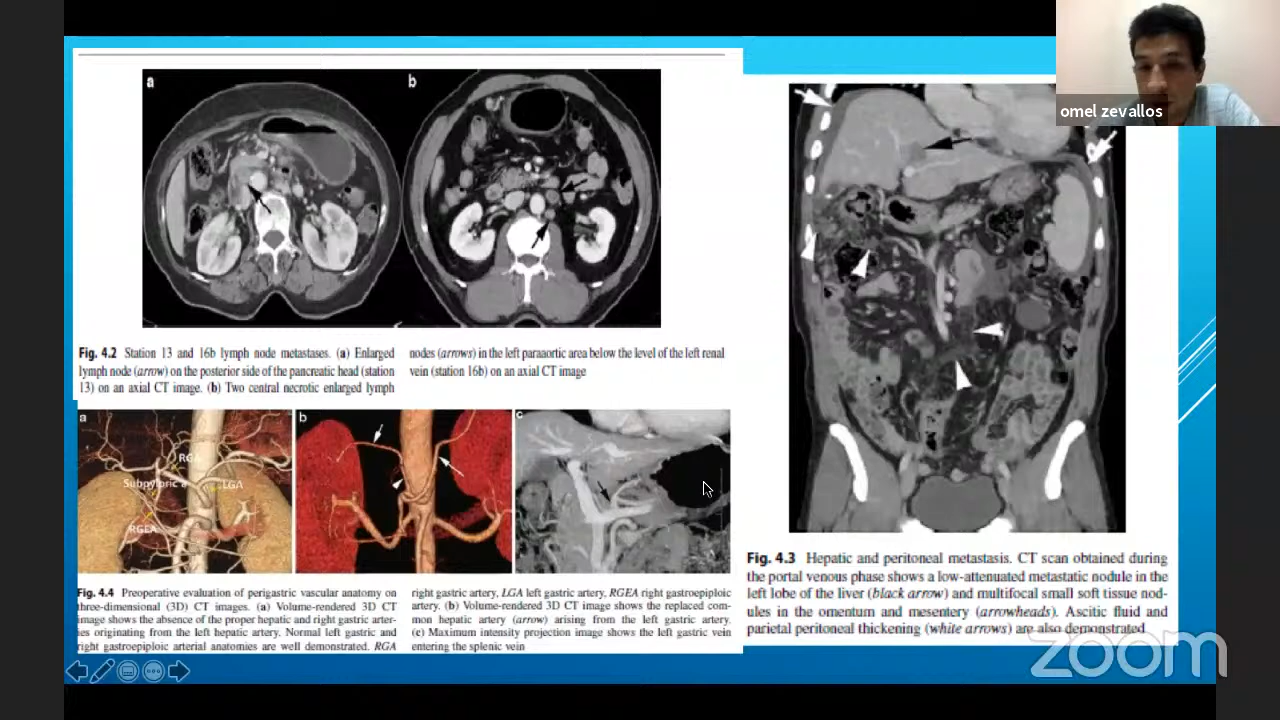 omel zevallos
a
b
Fig. 4.2 Station 13 and 16b lymph node metastases. (a) Enlarged
lymph node (arrow) on the posterior side of the pancreatic head (station
13) on an axial CT image. (b) Two central necrotic enlarged lymph
nodes (arrows) in the left paraaortic area below the level of the left renal
vein (station 16b) on an axial CT image
a
RGA
Subpyloric a
LGA
RGEA
b
c
Fig. 4.4 Preoperative evaluation of perigastric vascular anatomy on
three-dimensional (3D) CT images. (a) Volume-rendered 3D CT
image shows the absence of the proper hepatic and right gastric arter-
ies originating from the left hepatic artery. Normal left gastric and
right gastroepiploic arterial anatomies are well demonstrated. RGA
right gastric artery, LGA left gastric artery, RGEA right gastroepiploic
artery. (b) Volume-rendered 3D CT image shows the replaced com-
mon hepatic artery (arrow) arising from the left gastric artery.
(c) Maximum intensity projection image shows the left gastric vein
entering the splenic vein
Fig. 4.3 Hepatic and peritoneal metastasis. CT scan obtained during
the portal venous phase shows a low-attenuated metastatic nodule in the
left lobe of the liver (black arrow) and multifocal small soft tissue nod-
ules in the omentum and mesentery (arrowheads). Ascitic fluid and
parietal peritoneal thickening (white arrows) are also demonstrated
zoom